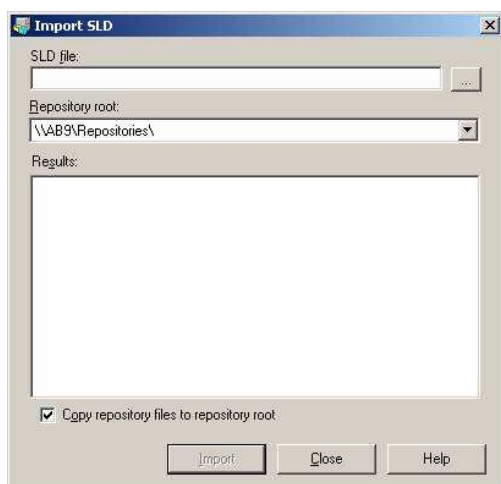 Import SLD
SLD file:
...
Repository root:
\\AB9\Repositories\
Results:
Copy repository files to repository root
Import Close Help